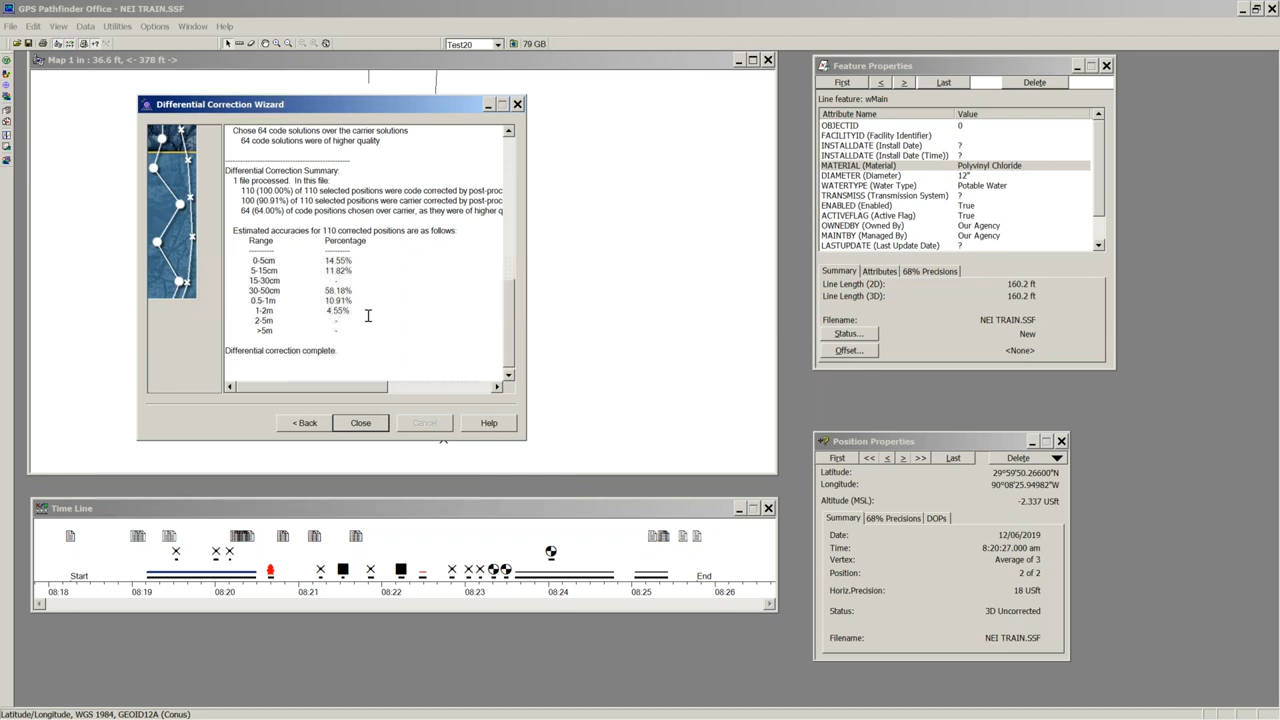 GPS Pathfinder Office - NEI TRAIN.SSF
File Edit View Data Utilities Options Window Help
Test20 79 GB
Map 1 in : 36.6 ft, <- 378 ft ->
Differential Correction Wizard
Chose 64 code solutions over the carrier solutions
64 code solutions were of higher quality
----------------------------------------
Differential Correction Summary:
1 file processed. In this file:
110 (100.00%) of 110 selected positions were code corrected by post-proc
100 (90.91%) of 110 selected positions were carrier corrected by post-proc
64 (64.00%) of code positions chosen over carrier, as they were of higher q
Estimated accuracies for 110 corrected positions are as follows:
Range Percentage
---------- ----------
0-5cm 14.55%
5-15cm 11.82%
15-30cm -
30-50cm 58.18%
0.5-1m 10.91%
1-2m 4.55%
2-5m -
>5m -
Differential correction complete.
< Back Close Cancel Help
Feature Properties
First < > Last Delete
Line feature: wMain
Attribute Name Value
OBJECTID 0
FACILITYID (Facility Identifier)
INSTALLDATE (Install Date) ?
INSTALLDATE (Install Date (Time)) ?
MATERIAL (Material) Polyvinyl Chloride
DIAMETER (Diameter) 12"
WATERTYPE (Water Type) Potable Water
TRANSMISS (Transmission System) ?
ENABLED (Enabled) True
ACTIVEFLAG (Active Flag) True
OWNEDBY (Owned By) Our Agency
MAINTBY (Managed By) Our Agency
LASTUPDATE (Last Update Date) ?
Summary Attributes 68% Precisions
Line Length (2D) 160.2 ft
Line Length (3D) 160.2 ft
Filename: NEI TRAIN.SSF
Status... New
Offset... <None>
Position Properties
First << < > >> Last Delete
Latitude: 29°59'50.26600"N
Longitude: 90°08'25.94982"W
Altitude (MSL): -2.337 USft
Summary 68% Precisions DOPs
Date: 12/06/2019
Time: 8:20:27.000 am
Vertex: Average of 3
Position: 2 of 2
Horiz.Precision: 18 USft
Status: 3D Uncorrected
Filename: NEI TRAIN.SSF
Time Line
Start End
08:18 08:19 08:20 08:21 08:22 08:23 08:24 08:25 08:26
Latitude/Longitude, WGS 1984, GEOID12A (Conus)